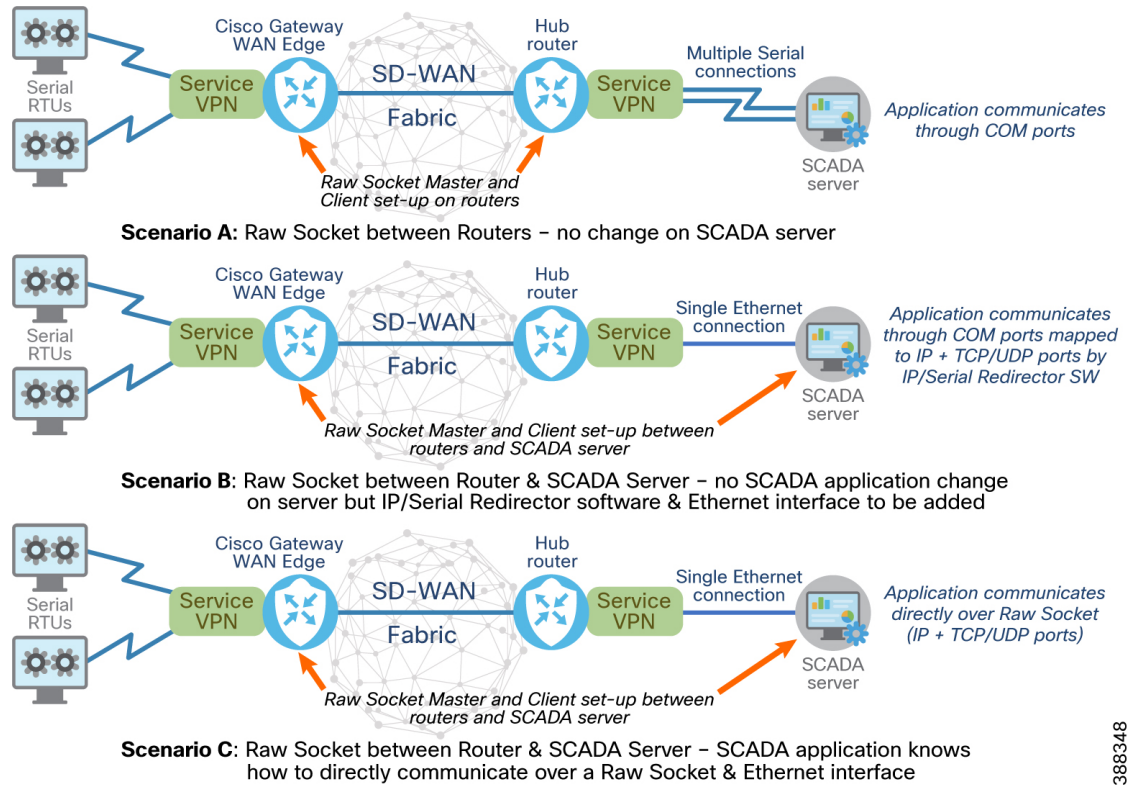 Cisco Gateway
WAN Edge
Hub
router
Serial
RTUs
Service
VPN
SD-WAN
Fabric
Service
VPN
Multiple Serial
connections
SCADA
server
Application communicates
through COM ports
Raw Socket Master and
Client set-up on routers
Scenario A: Raw Socket between Routers – no change on SCADA server
Cisco Gateway
WAN Edge
Hub
router
Serial
RTUs
Service
VPN
SD-WAN
Fabric
Service
VPN
Single Ethernet
connection
SCADA
server
Application communicates
through COM ports mapped
to IP + TCP/UDP ports by
IP/Serial Redirector SW
Raw Socket Master and Client set-up between
routers and SCADA server
Scenario B: Raw Socket between Router & SCADA Server – no SCADA application change
on server but IP/Serial Redirector software & Ethernet interface to be added
Cisco Gateway
WAN Edge
Hub
router
Serial
RTUs
Service
VPN
SD-WAN
Fabric
Service
VPN
Single Ethernet
connection
SCADA
server
Application communicates
directly over Raw Socket
(IP + TCP/UDP ports)
Raw Socket Master and Client set-up between
routers and SCADA server
Scenario C: Raw Socket between Router & SCADA Server – SCADA application knows
how to directly communicate over a Raw Socket & Ethernet interface
388348